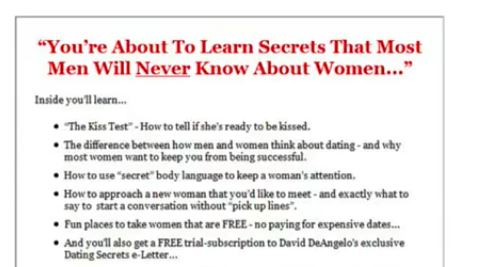 “You’re About To Learn Secrets That Most
Men Will Never Know About Women...”
Inside you’ll learn...
• “The Kiss Test” - How to tell if she’s ready to be kissed.
• The difference between how men and women think about dating - and why
most women want to keep you from being successful.
• How to use “secret” body language to keep a woman’s attention.
• How to approach a new woman that you’d like to meet - and exactly what to
say to start a conversation without “pick up lines”.
• Fun places to take women that are FREE - no paying for expensive dates...
• And you’ll also get a FREE trial-subscription to David DeAngelo’s exclusive
Dating Secrets e-Letter...